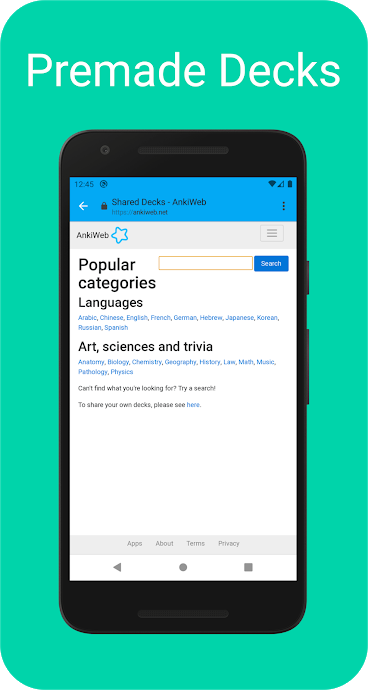 Premade Decks
12:45
Shared Decks - AnkiWeb
https://ankiweb.net
AnkiWeb
Popular
categories
Search
Languages
Arabic, Chinese, English, French, German, Hebrew, Japanese, Korean,
Russian, Spanish
Art, sciences and trivia
Anatomy, Biology, Chemistry, Geography, History, Law, Math, Music,
Pathology, Physics
Can't find what you're looking for? Try a search!
To share your own decks, please see here.
Apps About Terms Privacy